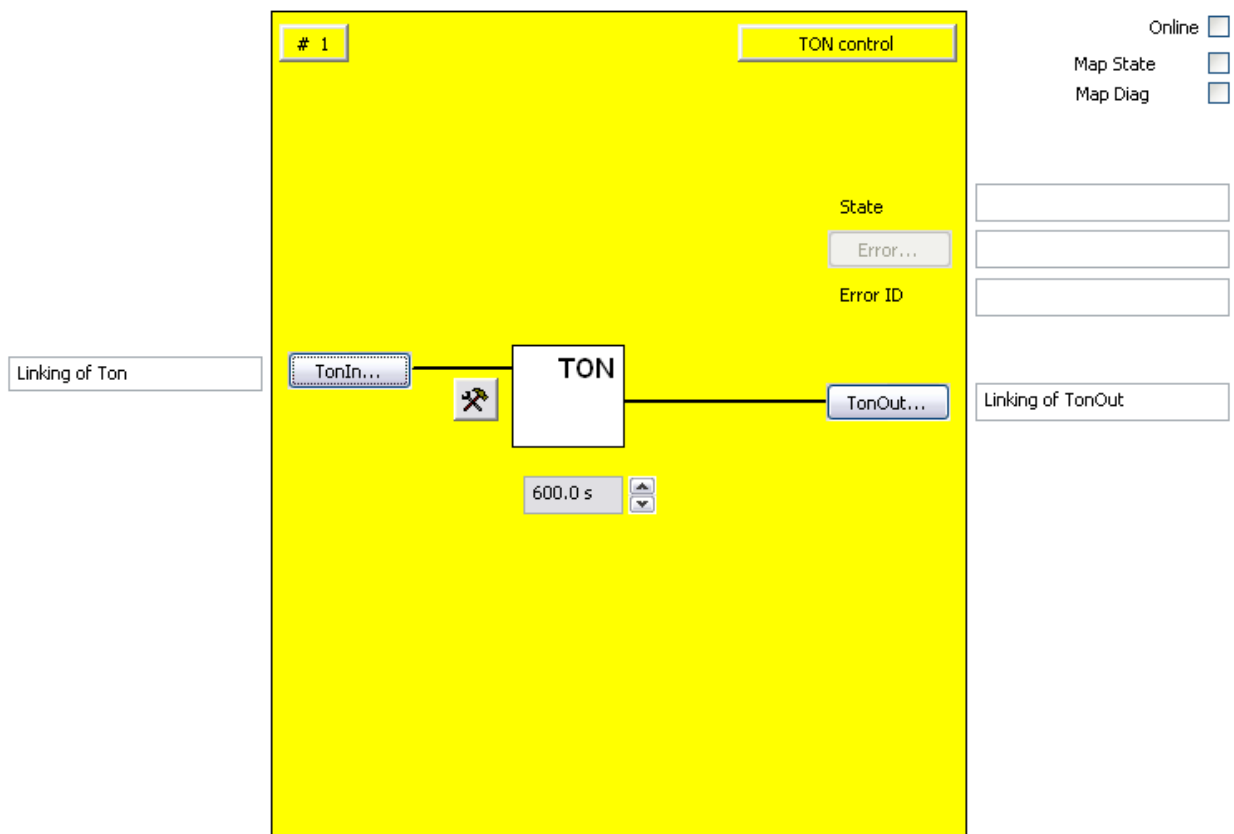 # 1
TON control
Online
Map State
Map Diag
State
Error...
Error ID
Linking of Ton
TonIn...
TON
TonOut...
Linking of TonOut
600.0 s